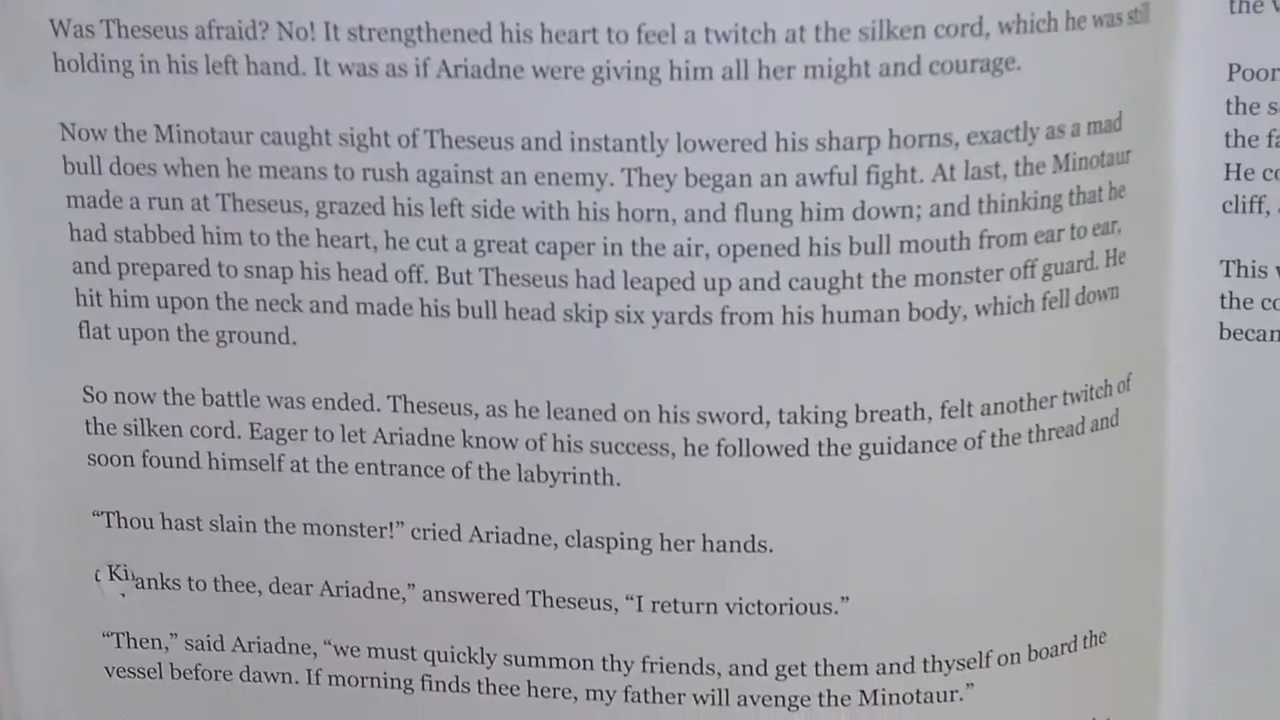 Was Theseus afraid? No! It strengthened his heart to feel a twitch at the silken cord, which he was still
holding in his left hand. It was as if Ariadne were giving him all her might and courage.
Now the Minotaur caught sight of Theseus and instantly lowered his sharp horns, exactly as a mad
bull does when he means to rush against an enemy. They began an awful fight. At last, the Minotaur
made a run at Theseus, grazed his left side with his horn, and flung him down; and thinking that he
had stabbed him to the heart, he cut a great caper in the air, opened his bull mouth from ear to ear,
and prepared to snap his head off. But Theseus had leaped up and caught the monster off guard. He
hit him upon the neck and made his bull head skip six yards from his human body, which fell down
flat upon the ground.
So now the battle was ended. Theseus, as he leaned on his sword, taking breath, felt another twitch of
the silken cord. Eager to let Ariadne know of his success, he followed the guidance of the thread and
soon found himself at the entrance of the labyrinth.
“Thou hast slain the monster!” cried Ariadne, clasping her hands.
to thee, dear Ariadne,” answered Theseus, “I return victorious.”
“Then,” said Ariadne, “we must quickly summon thy friends, and get them and thyself on board the
vessel before dawn. If morning finds thee here, my father will avenge the Minotaur.”
the
Poor
the
the
He
cliff,
This
the